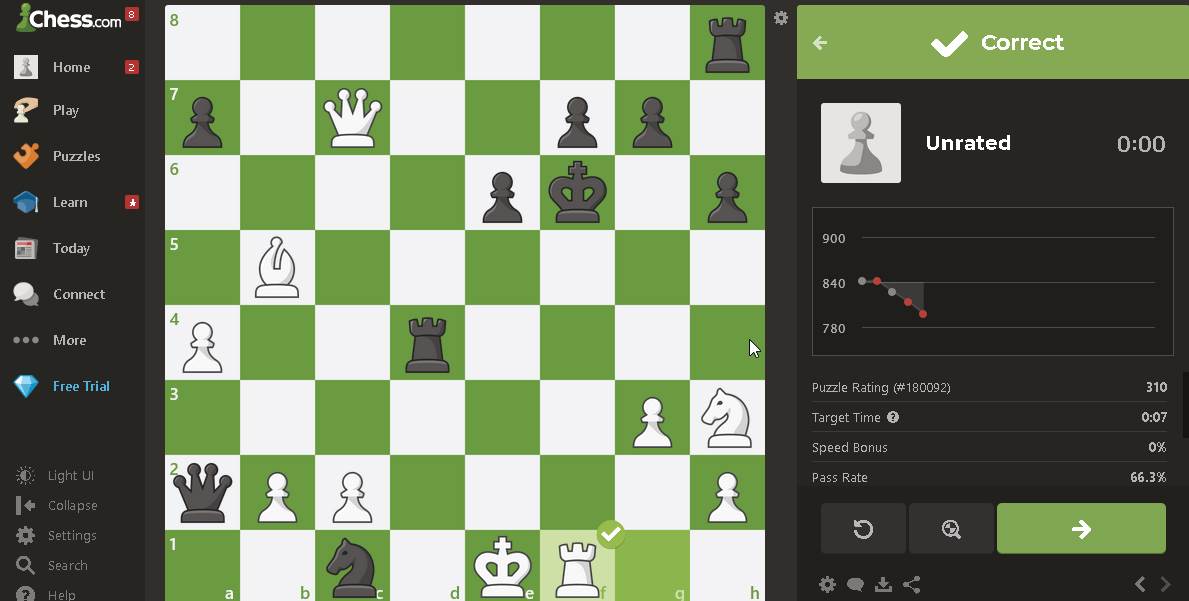 Chess.com 8
Home 2
Play
Puzzles
Learn
Today
Connect
More
Free Trial
Light UI
Collapse
Settings
Search
Help
8
7
6
5
4
3
2
1
a b c d e f g h
Correct
Unrated 0:00
900
840
780
Puzzle Rating (#180092) 310
Target Time ? 0:07
Speed Bonus 0%
Pass Rate 66.3%